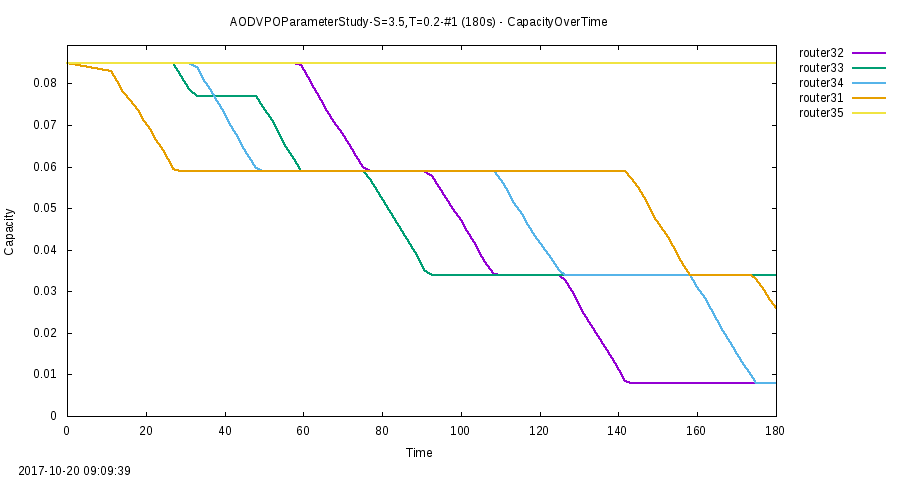 AODVPOParameterStudy-S=3.5,T=0.2-#1 (180s) - CapacityOverTime
router32
router33
router34
router31
router35
0.08
0.07
0.06
0.05
0.04
0.03
0.02
0.01
0
Capacity
0 20 40 60 80 100 120 140 160 180
Time
2017-10-20 09:09:39